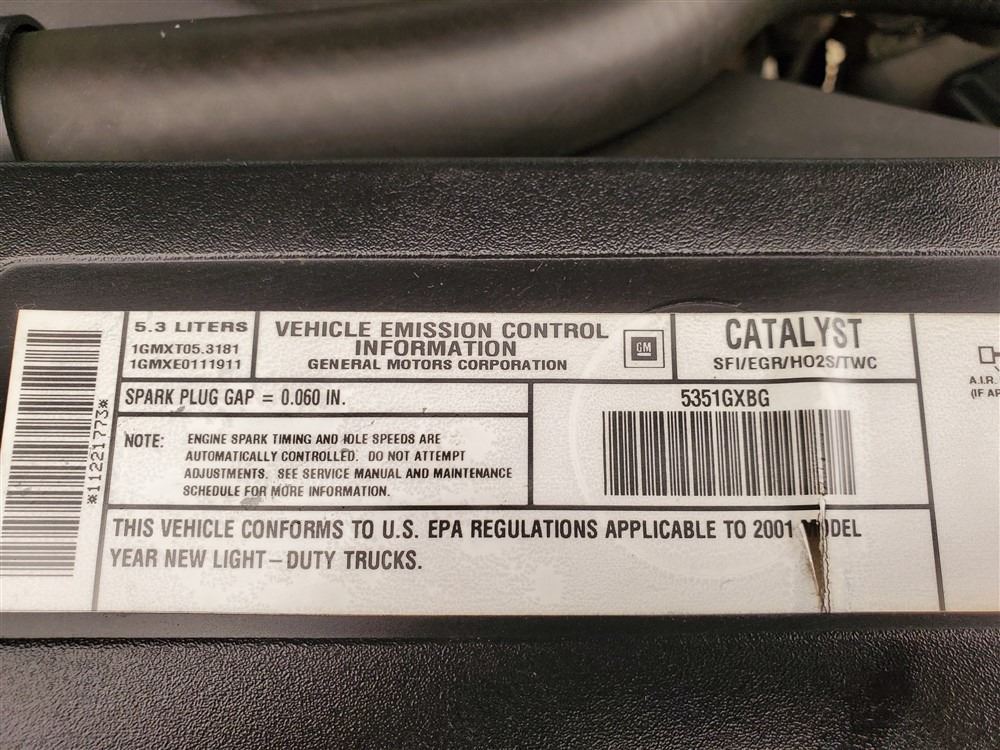 *11221773*
5.3 LITERS
1GMXT05.3181
1GMXE0111911
VEHICLE EMISSION CONTROL
INFORMATION
GENERAL MOTORS CORPORATION
GM
CATALYST
SFI/EGR/HO2S/TWC
SPARK PLUG GAP = 0.060 IN.
NOTE: ENGINE SPARK TIMING AND IDLE SPEEDS ARE
AUTOMATICALLY CONTROLLED. DO NOT ATTEMPT
ADJUSTMENTS. SEE SERVICE MANUAL AND MAINTENANCE
SCHEDULE FOR MORE INFORMATION.
5351GXBG
THIS VEHICLE CONFORMS TO U.S. EPA REGULATIONS APPLICABLE TO 2001 MODEL
YEAR NEW LIGHT-DUTY TRUCKS.
A.I.R.
(IF